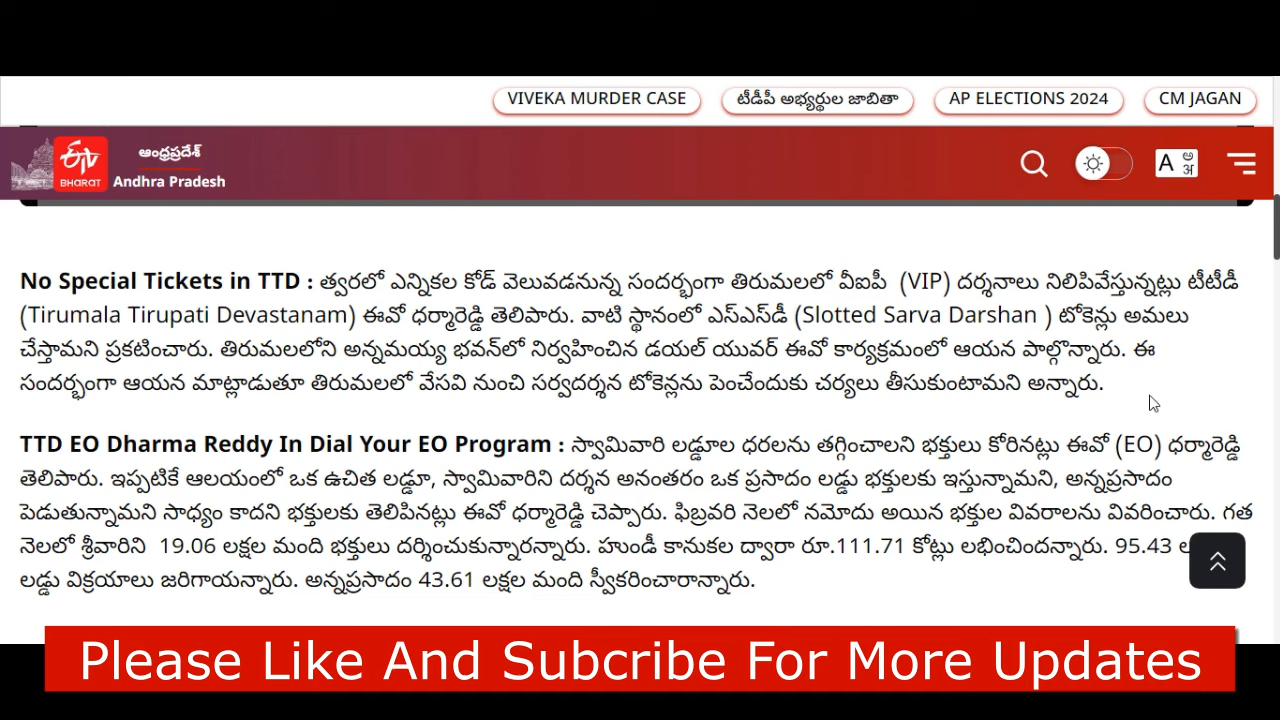 VIVEKA MURDER CASE
టీడీపీ అభ్యర్థుల జాబితా
AP ELECTIONS 2024
CM JAGAN
ఆంధ్రప్రదేశ్
Andhra Pradesh
BHARAT
A అ अ
No Special Tickets in TTD : త్వరలో ఎన్నికల కోడ్ వెలువడనున్న సందర్భంగా తిరుమలలో వీఐపీ (VIP) దర్శనాలు నిలిపివేస్తున్నట్లు టీటీడీ
(Tirumala Tirupati Devastanam) ఈవో ధర్మారెడ్డి తెలిపారు. వాటి స్థానంలో ఎస్ఎస్‌డీ (Slotted Sarva Darshan ) టోకెన్లు అమలు
చేస్తామని ప్రకటించారు. తిరుమలలోని అన్నమయ్య భవన్‌లో నిర్వహించిన డయల్ యువర్ ఈవో కార్యక్రమంలో ఆయన పాల్గొన్నారు. ఈ
సందర్భంగా ఆయన మాట్లాడుతూ తిరుమలలో వేసవి నుంచి సర్వదర్శన టోకెన్లను పెంచేందుకు చర్యలు తీసుకుంటామని అన్నారు.
TTD EO Dharma Reddy In Dial Your EO Program : స్వామివారి లడ్డూల ధరలను తగ్గించాలని భక్తులు కోరినట్లు ఈవో (EO) ధర్మారెడ్డి
తెలిపారు. ఇప్పటికే ఆలయంలో ఒక ఉచిత లడ్డూ, స్వామివారిని దర్శన అనంతరం ఒక ప్రసాదం లడ్డు భక్తులకు ఇస్తున్నామని, అన్నప్రసాదం
పెడుతున్నామని సాధ్యం కాదని భక్తులకు తెలిపినట్లు ఈవో ధర్మారెడ్డి చెప్పారు. ఫిబ్రవరి నెలలో నమోదు అయిన భక్తుల వివరాలను వివరించారు. గత
నెలలో శ్రీవారిని 19.06 లక్షల మంది భక్తులు దర్శించుకున్నారన్నారు. హుండీ కానుకల ద్వారా రూ.111.71 కోట్లు లభించిందన్నారు. 95.43
లడ్డు విక్రయాలు జరిగాయన్నారు. అన్నప్రసాదం 43.61 లక్షల మంది స్వీకరించారాన్నారు.
Please Like And Subcribe For More Updates